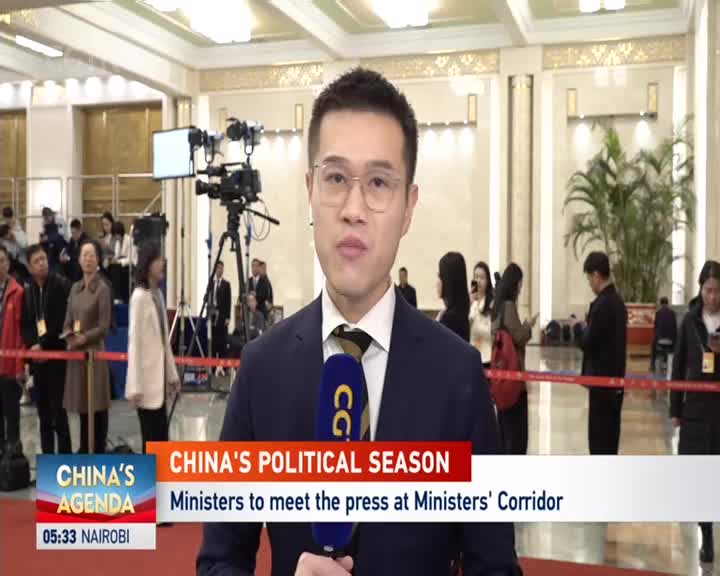 CG
CHINA'S POLITICAL SEASON
CHINA'S
AGENDA
Ministers to meet the press at Ministers' Corridor
05:33 NAIROBI